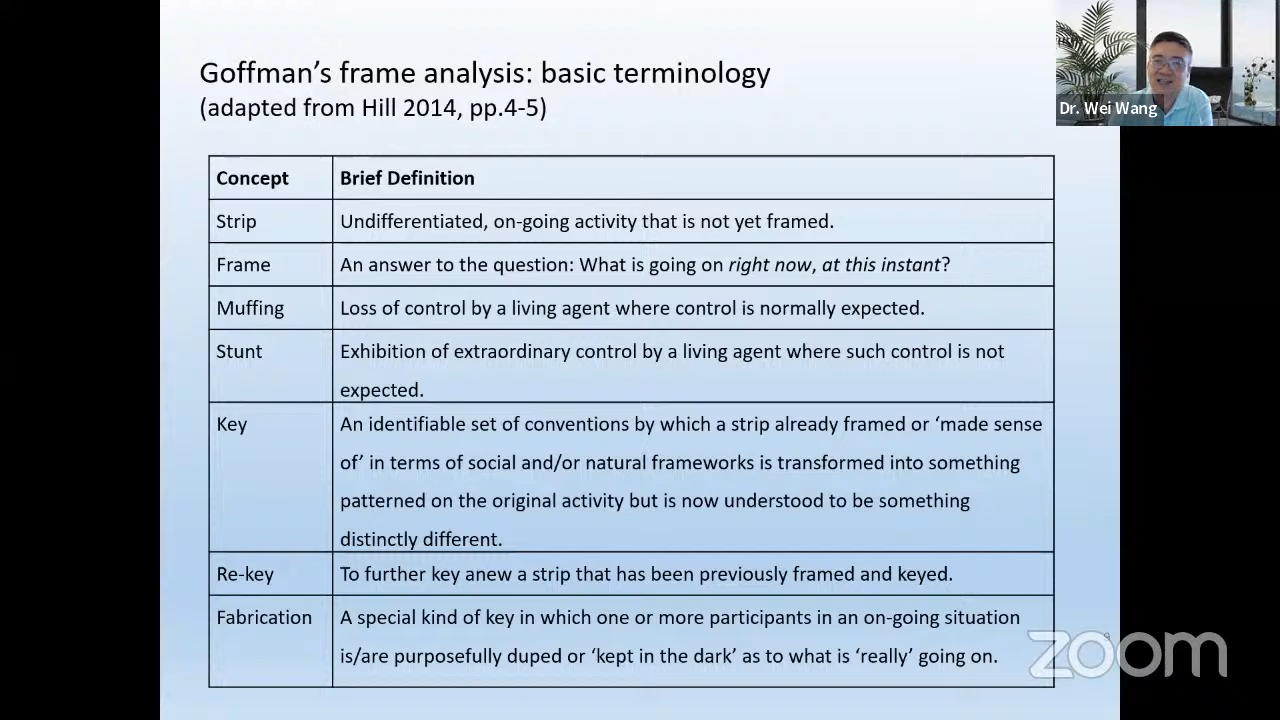 Goffman’s frame analysis: basic terminology
(adapted from Hill 2014, pp.4-5)
Dr. Wei Wang
Concept Brief Definition
Strip Undifferentiated, on-going activity that is not yet framed.
Frame An answer to the question: What is going on right now, at this instant?
Muffing Loss of control by a living agent where control is normally expected.
Stunt Exhibition of extraordinary control by a living agent where such control is not
expected.
Key An identifiable set of conventions by which a strip already framed or ‘made sense
of’ in terms of social and/or natural frameworks is transformed into something
patterned on the original activity but is now understood to be something
distinctly different.
Re-key To further key anew a strip that has been previously framed and keyed.
Fabrication A special kind of key in which one or more participants in an on-going situation
is/are purposefully duped or ‘kept in the dark’ as to what is ‘really’ going on.
9
zoom